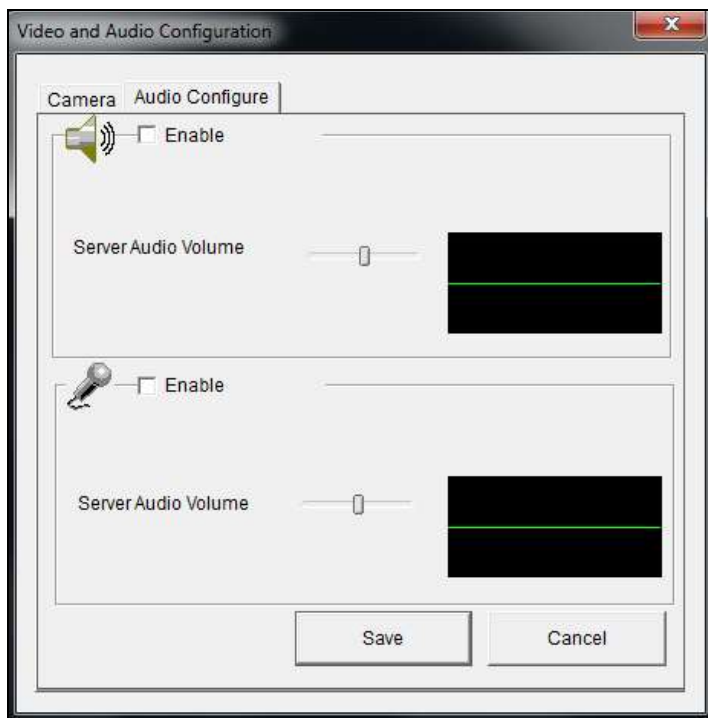 Video and Audio Configuration
Camera
Audio Configure
Enable
Server Audio Volume
Enable
Server Audio Volume
Save
Cancel